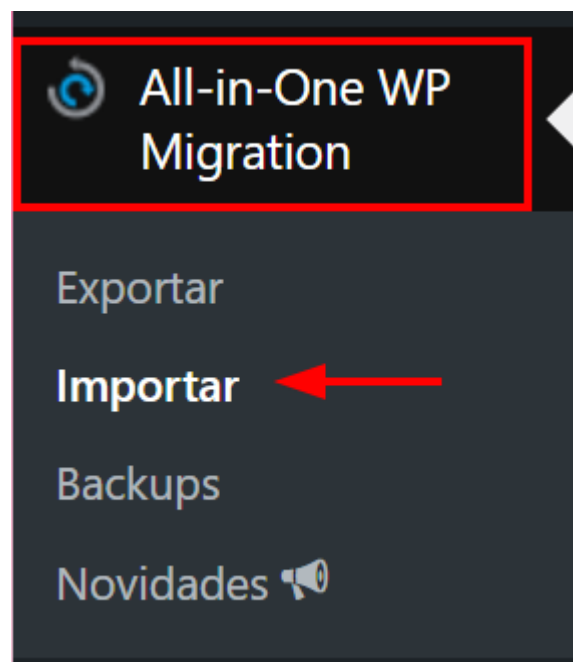 All-in-One WP
Migration
Exportar
Importar
Backups
Novidades